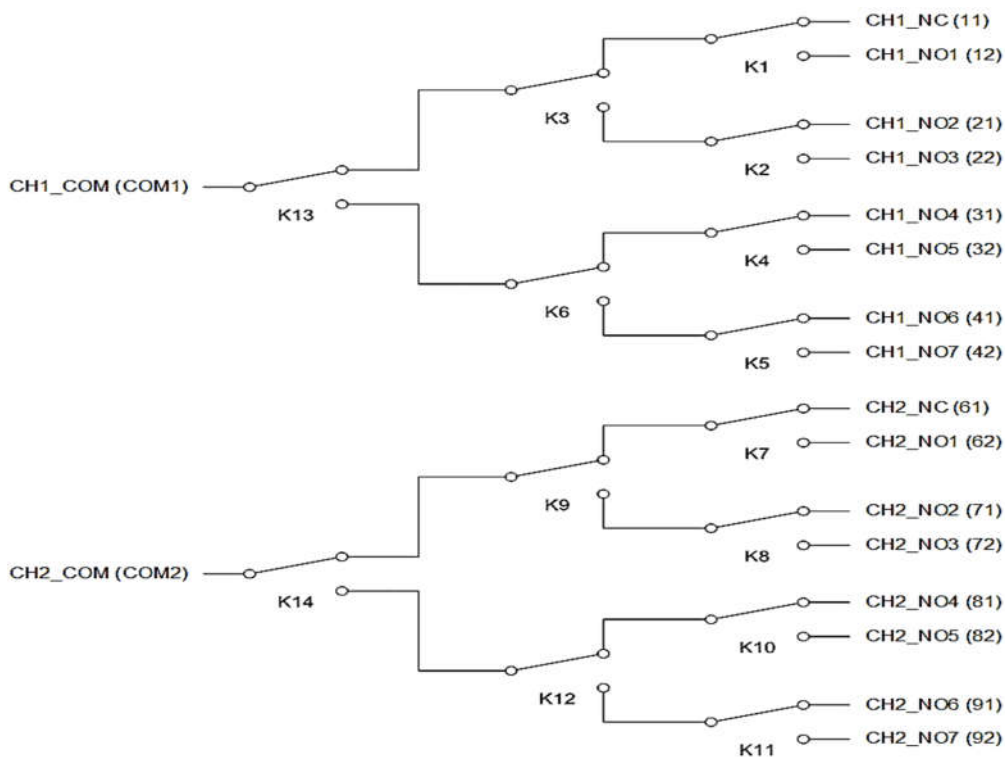 CH1_NC (11)
K1
CH1_NO1 (12)
K3
CH1_NO2 (21)
K2
CH1_NO3 (22)
CH1_COM (COM1)
K13
CH1_NO4 (31)
K4
CH1_NO5 (32)
K6
CH1_NO6 (41)
K5
CH1_NO7 (42)
CH2_NC (61)
K7
CH2_NO1 (62)
K9
CH2_NO2 (71)
K8
CH2_NO3 (72)
CH2_COM (COM2)
K14
CH2_NO4 (81)
K10
CH2_NO5 (82)
K12
CH2_NO6 (91)
K11
CH2_NO7 (92)